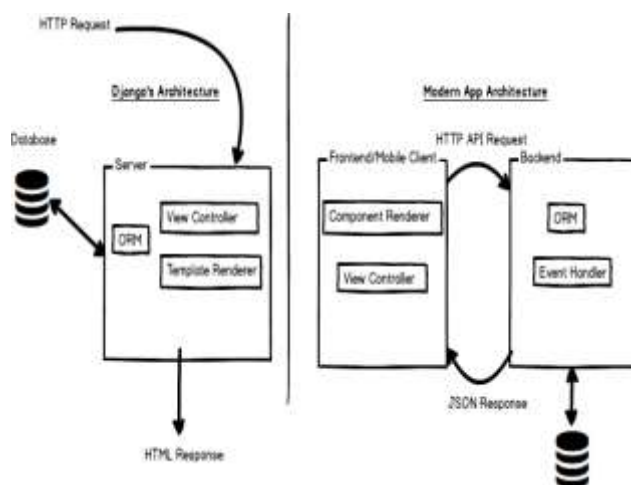 HTTP Request
Django's Architecture
Database
Server
View Controller
ORM
Template Renderer
HTML Response
Modern App Architecture
HTTP API Request
Frontend/Mobile Client
Backend
Component Renderer
ORM
View Controller
Event Handler
JSON Response